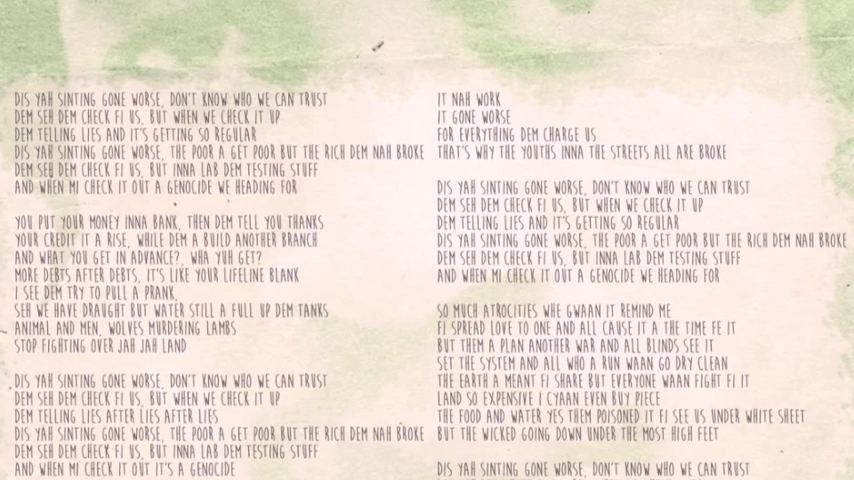 DIS YAH SINTING GONE WORSE, DON'T KNOW WHO WE CAN TRUST
DEM SEH DEM CHECK FI US, BUT WHEN WE CHECK IT UP
DEM TELLING LIES AND IT'S GETTING SO REGULAR
DIS YAH SINTING GONE WORSE, THE POOR A GET POOR BUT THE RICH DEM NAH BROKE
DEM SEH DEM CHECK FI US, BUT INNA LAB DEM TESTING STUFF
AND WHEN MI CHECK IT OUT A GENOCIDE WE HEADING FOR

YOU PUT YOUR MONEY INNA BANK, THEN DEM TELL YOU THANKS
YOUR CREDIT IT A RISE, WHILE DEM A BUILD ANOTHER BRANCH
AND WHAT YOU GET IN ADVANCE?, WHA YUH GET?
MORE DEBTS AFTER DEBTS, IT'S LIKE YOUR LIFELINE BLANK
I SEE DEM TRY TO PULL A PRANK,
SEH WE HAVE DRAUGHT BUT WATER STILL A FULL UP DEM TANKS
ANIMAL AND MEN, WOLVES MURDERING LAMBS
STOP FIGHTING OVER JAH JAH LAND

DIS YAH SINTING GONE WORSE, DON'T KNOW WHO WE CAN TRUST
DEM SEH DEM CHECK FI US, BUT WHEN WE CHECK IT UP
DEM TELLING LIES AFTER LIES AFTER LIES
DIS YAH SINTING GONE WORSE, THE POOR A GET POOR BUT THE RICH DEM NAH BROKE
DEM SEH DEM CHECK FI US, BUT INNA LAB DEM TESTING STUFF
AND WHEN MI CHECK IT OUT IT'S A GENOCIDE

IT NAH WORK
IT GONE WORSE
FOR EVERYTHING DEM CHARGE US
THAT'S WHY THE YOUTHS INNA THE STREETS ALL ARE BROKE

DIS YAH SINTING GONE WORSE, DON'T KNOW WHO WE CAN TRUST
DEM SEH DEM CHECK FI US, BUT WHEN WE CHECK IT UP
DEM TELLING LIES AND IT'S GETTING SO REGULAR
DIS YAH SINTING GONE WORSE, THE POOR A GET POOR BUT THE RICH DEM NAH BROKE
DEM SEH DEM CHECK FI US, BUT INNA LAB DEM TESTING STUFF
AND WHEN MI CHECK IT OUT A GENOCIDE WE HEADING FOR

SO MUCH ATROCITIES WHE GWAAN IT REMIND ME
FI SPREAD LOVE TO ONE AND ALL CAUSE IT A THE TIME FE IT
BUT THEM A PLAN ANOTHER WAR AND ALL BLINDS SEE IT
SET THE SYSTEM AND ALL WHO A RUN WAAN GO DRY CLEAN
THE EARTH A MEANT FI SHARE BUT EVERYONE WAAN FIGHT FI IT
LAND SO EXPENSIVE I CYAAN EVEN BUY PIECE
THE FOOD AND WATER YES THEM POISONED IT FI SEE US UNDER WHITE SHEET
BUT THE WICKED GOING DOWN UNDER THE MOST HIGH FEET

DIS YAH SINTING GONE WORSE, DON'T KNOW WHO WE CAN TRUST